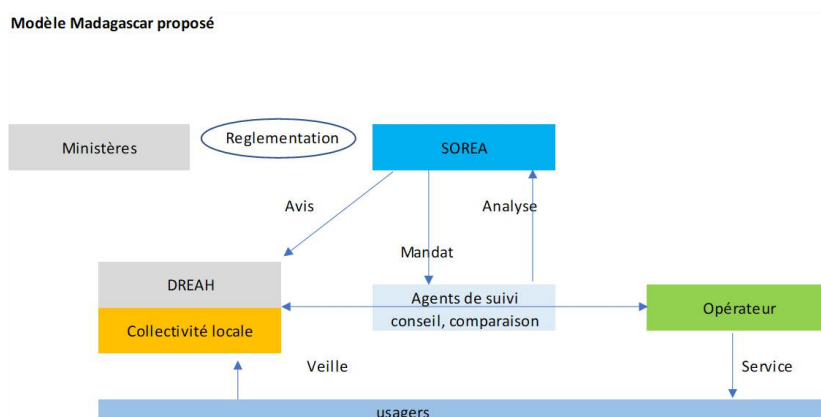 Modèle Madagascar proposé
Ministères
Reglementation
SOREA
Avis
Analyse
Mandat
DREAH
Collectivité locale
Agents de suivi
conseil, comparaison
Opérateur
Veille
Service
usagers